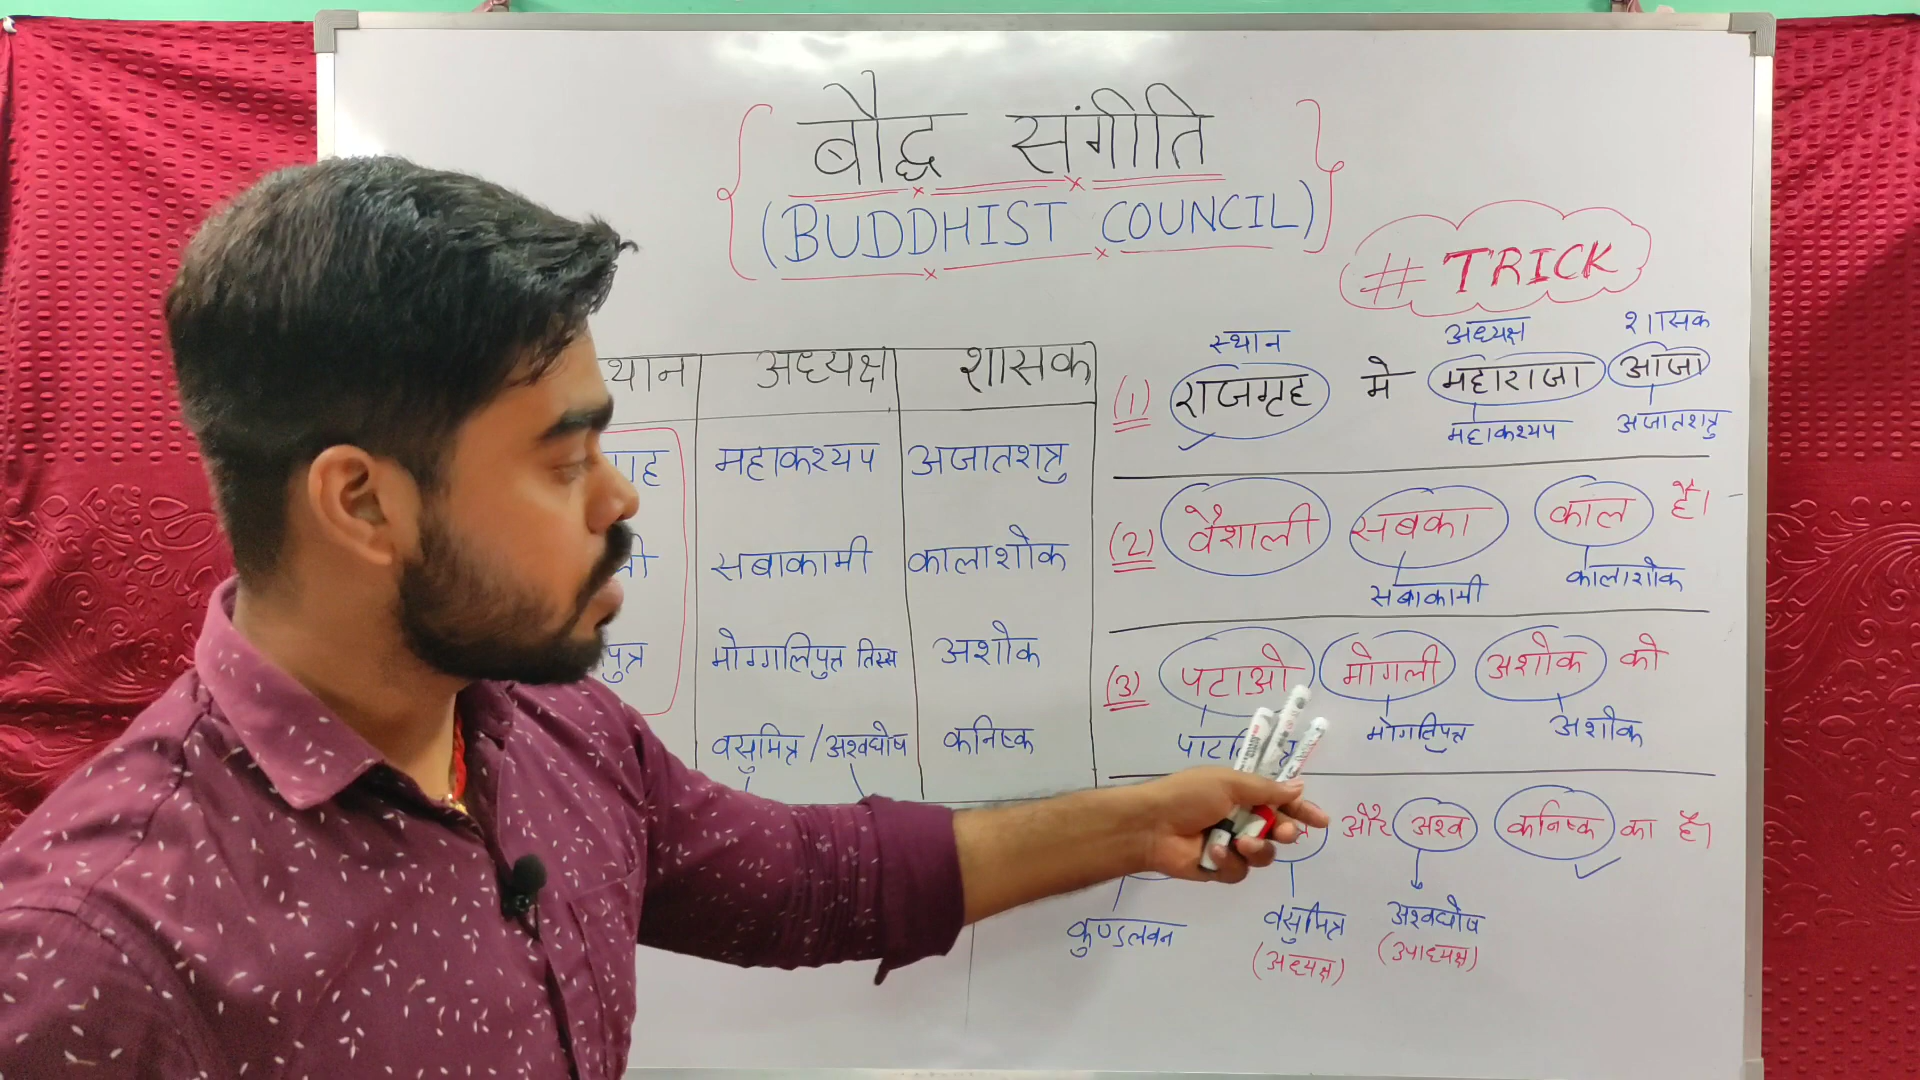 बौद्ध संगीति
(BUDDHIST COUNCIL)
# TRICK
अध्यक्ष शासक
महाकश्यप अजातशत्रु
सबाकामी कालाशोक
मोग्गलिपुत्त तिस्स अशोक
वसुमित्र / अश्वघोष कनिष्क
स्थान अध्यक्ष शासक
(1) राजगृह मे महाराजा आजा
महाकश्यप अजातशत्रु
(2) वैशाली सबका काल है।
सबाकामी कालाशोक
(3) पटाओ मोगली अशोक को
मोगलिपुत्त अशोक
और अश्व कनिष्क का है।
कुण्डलवन वसुमित्र अश्वघोष
(अध्यक्ष) (उपाध्यक्ष)